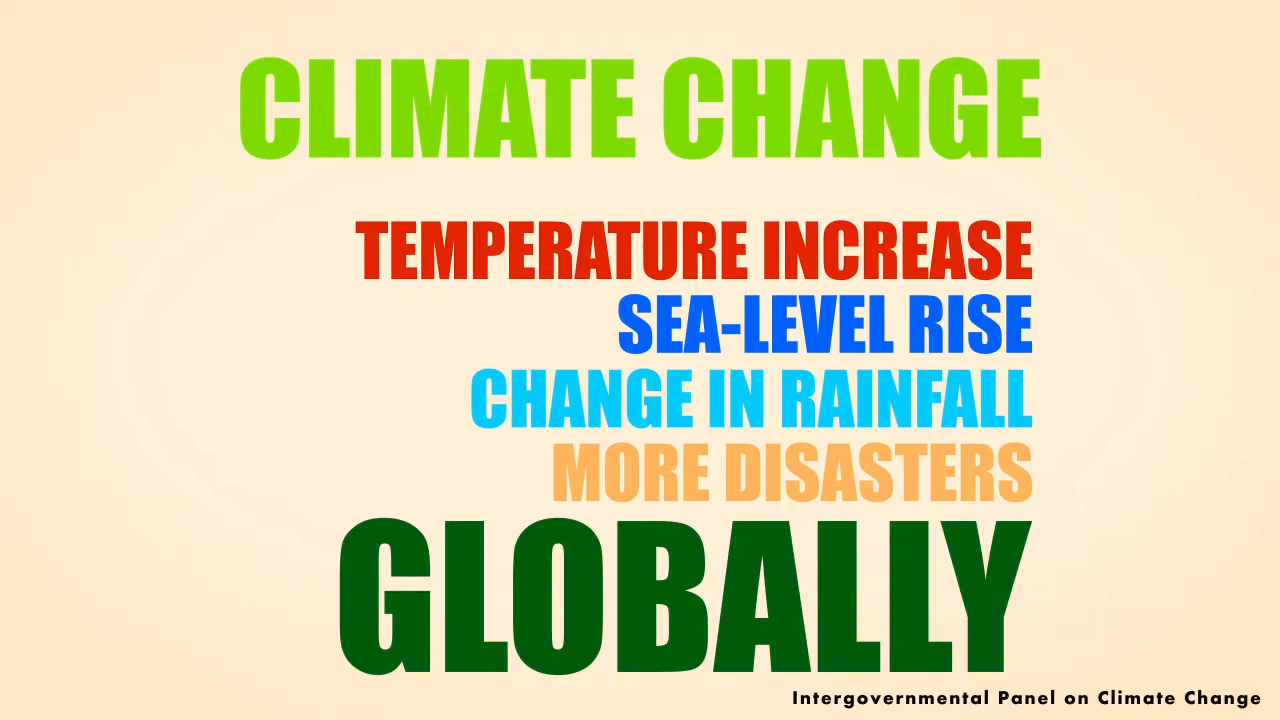 CLIMATE CHANGE
TEMPERATURE INCREASE
SEA-LEVEL RISE
CHANGE IN RAINFALL
MORE DISASTERS
GLOBALLY
Intergovernmental Panel on Climate Change